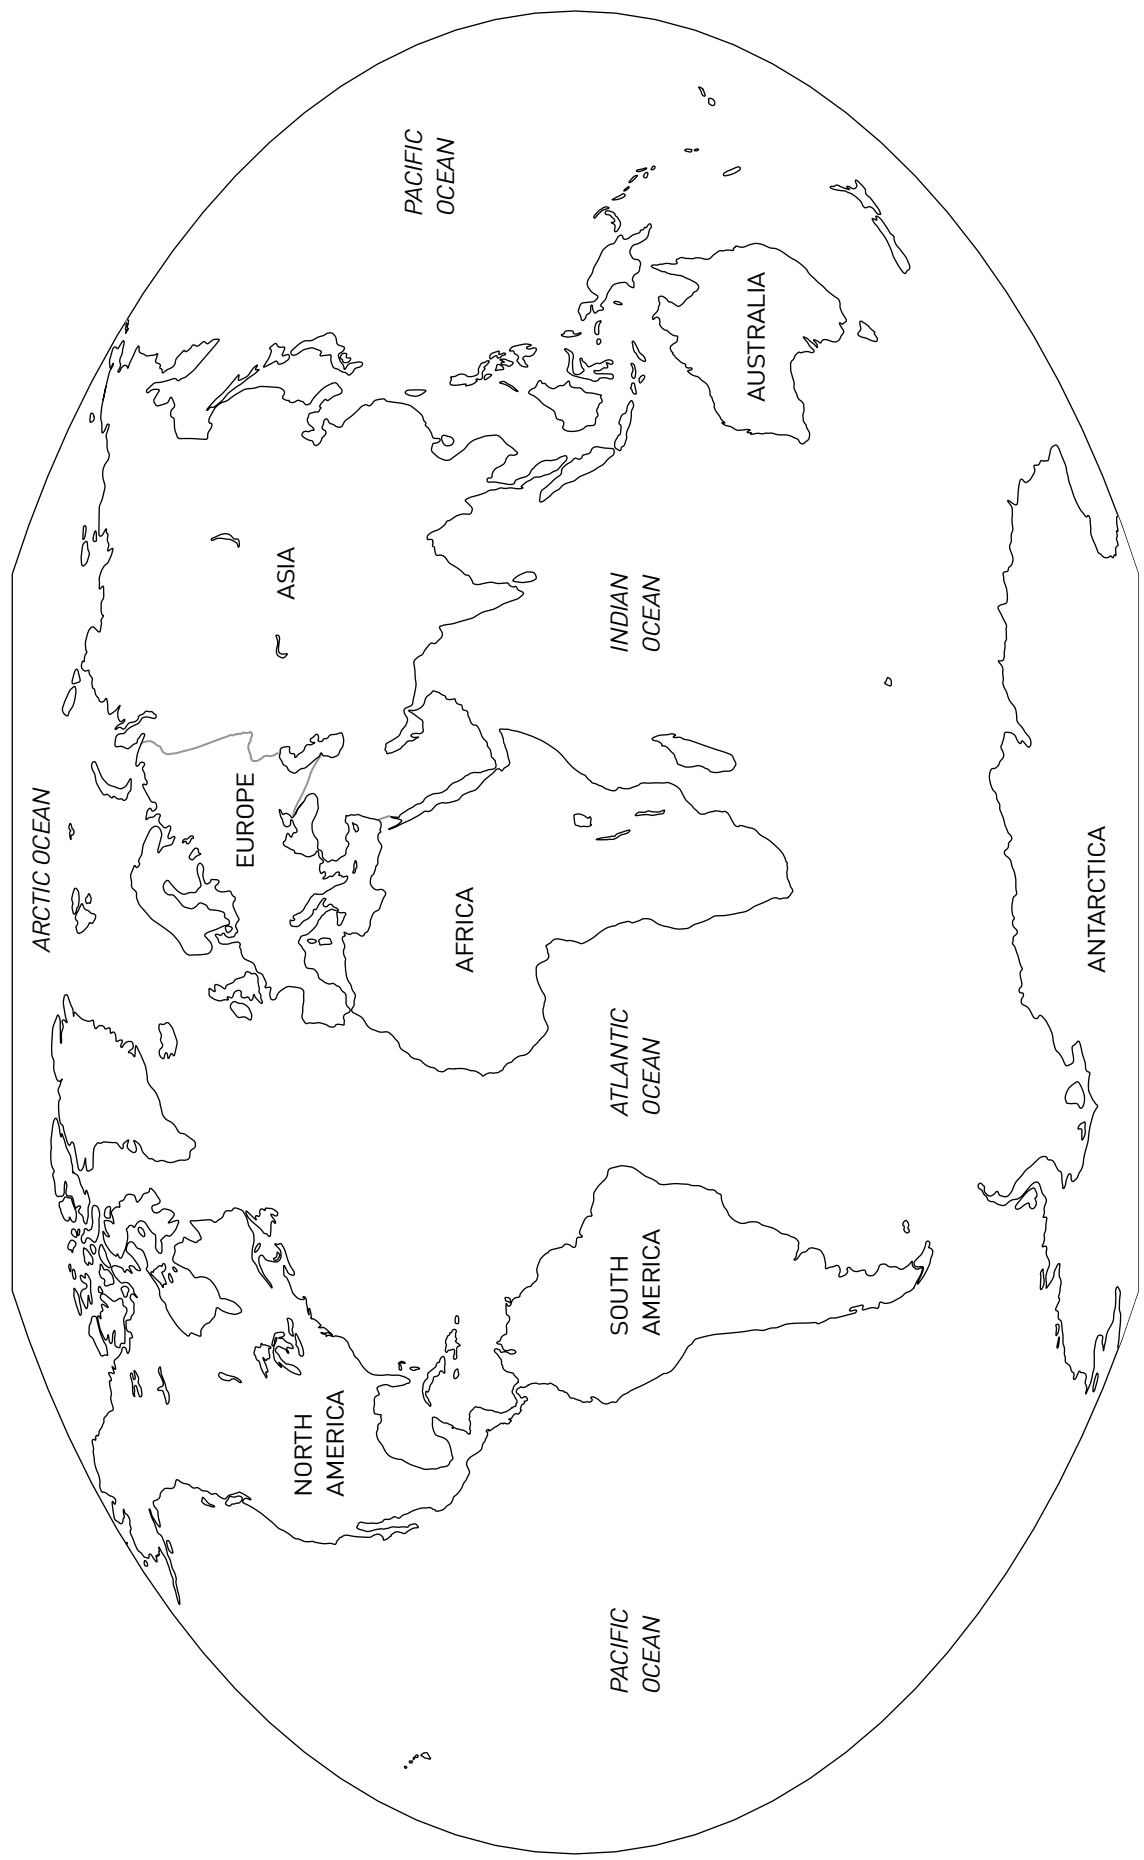 ARCTIC OCEAN
NORTH
AMERICA
EUROPE
ASIA
PACIFIC
OCEAN
AFRICA
PACIFIC
OCEAN
SOUTH
AMERICA
ATLANTIC
OCEAN
INDIAN
OCEAN
AUSTRALIA
ANTARCTICA